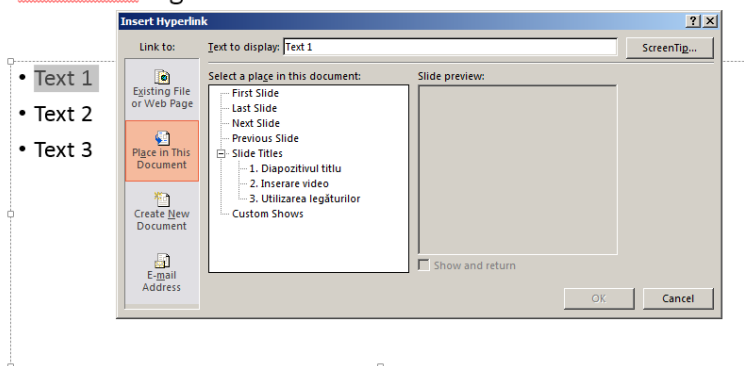 Insert Hyperlink
Link to:
Text to display: Text 1
ScreenTip...
• Text 1
• Text 2
• Text 3
Existing File
or Web Page
Place in This
Document
Create New
Document
E-mail
Address
Select a place in this document:
First Slide
Last Slide
Next Slide
Previous Slide
Slide Titles
1. Diapozitivul titlu
2. Inserare video
3. Utilizarea legăturilor
Custom Shows
Slide preview:
Show and return
OK
Cancel